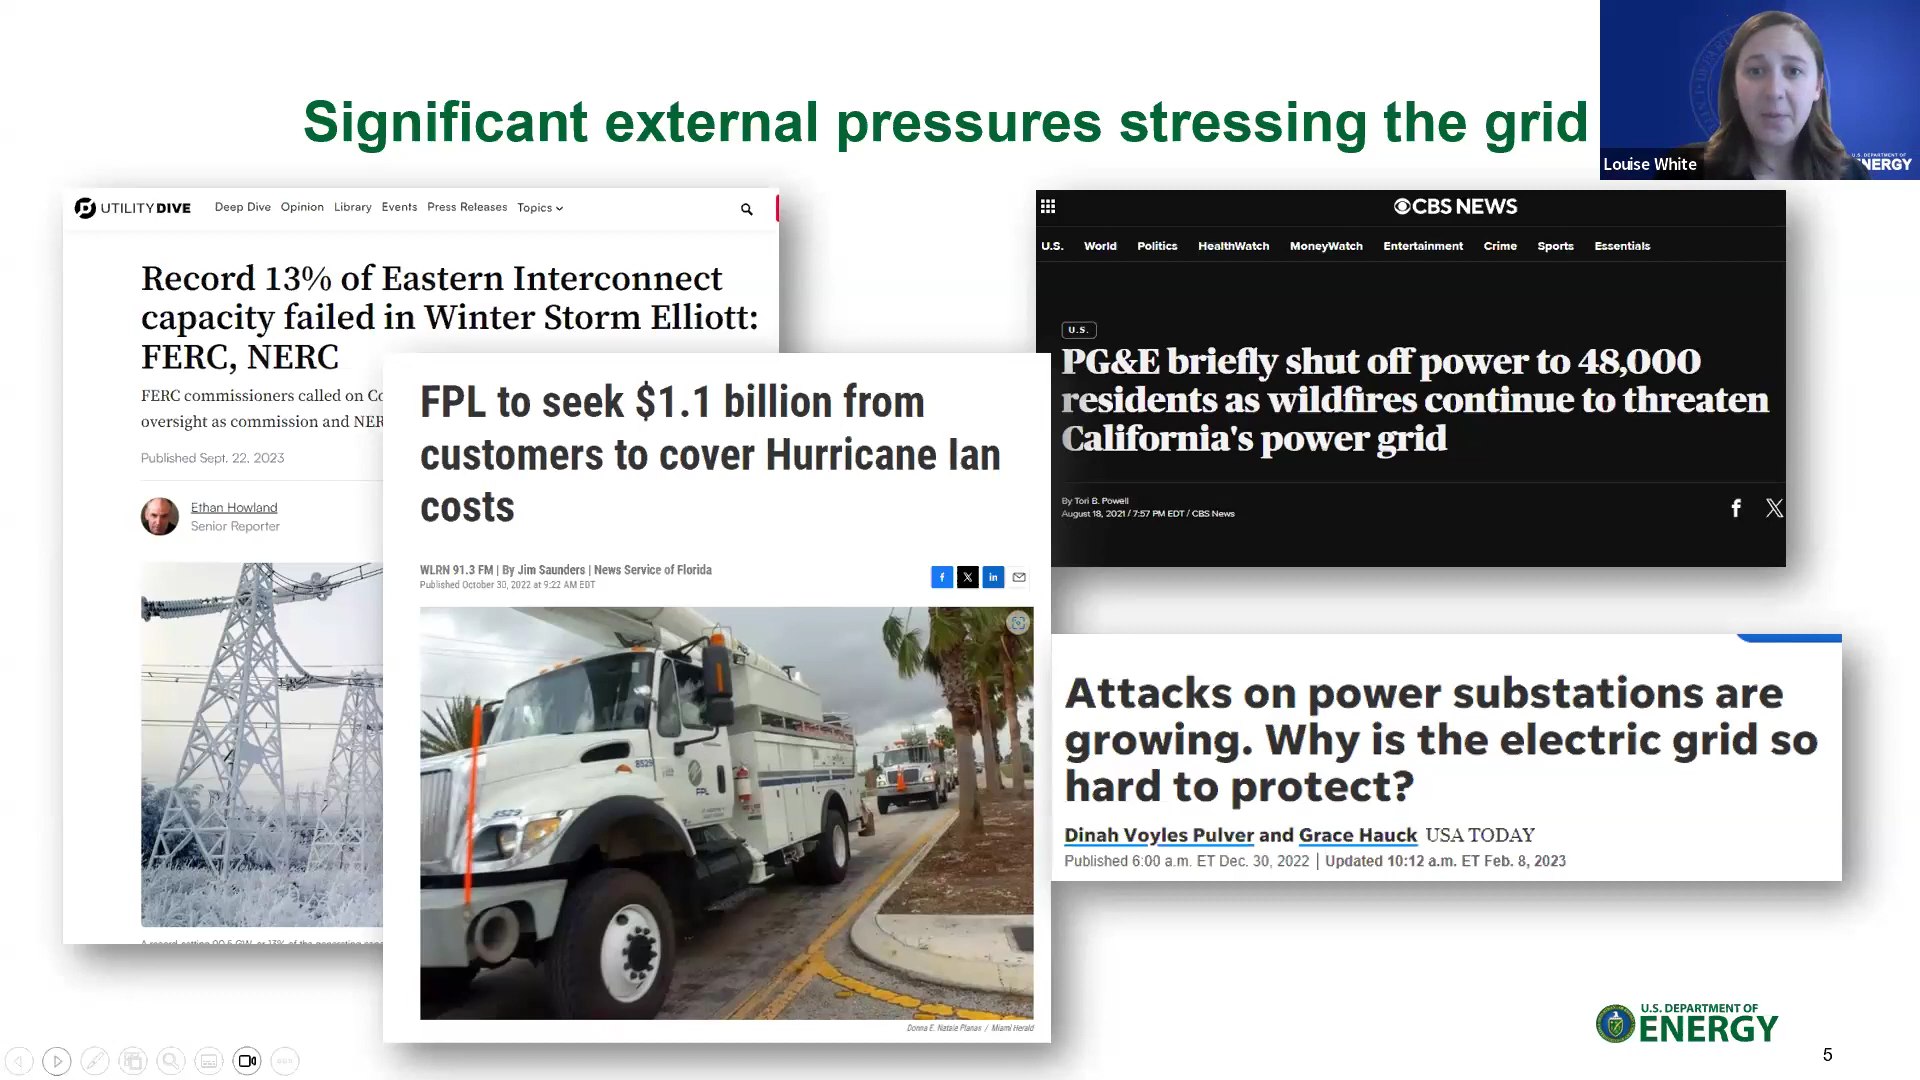 Significant external pressures stressing the grid
Louise White
U.S. DEPARTMENT OF
ENERGY
UTILITY DIVE
Deep Dive Opinion Library Events Press Releases Topics
Record 13% of Eastern Interconnect
capacity failed in Winter Storm Elliott:
FERC, NERC
FERC commissioners called on
oversight as commission and
Published Sept. 22, 2023
Ethan Howland
Senior Reporter
FPL to seek $1.1 billion from
customers to cover Hurricane Ian
costs
WLRN 91.3 FM | By Jim Saunders | News Service of Florida
Published October 30, 2022 at 9:22 AM EDT
8529
FPL
Donna E. Natale Planas / Miami Herald
CBS NEWS
U.S. World Politics HealthWatch MoneyWatch Entertainment Crime Sports Essentials
U.S.
PG&E briefly shut off power to 48,000
residents as wildfires continue to threaten
California's power grid
By Tori B. Powell
August 18, 2021 / 7:57 PM EDT / CBS News
Attacks on power substations are
growing. Why is the electric grid so
hard to protect?
Dinah Voyles Pulver and Grace Hauck USA TODAY
Published 6:00 a.m. ET Dec. 30, 2022 | Updated 10:12 a.m. ET Feb. 8, 2023
U.S. DEPARTMENT OF
ENERGY
5